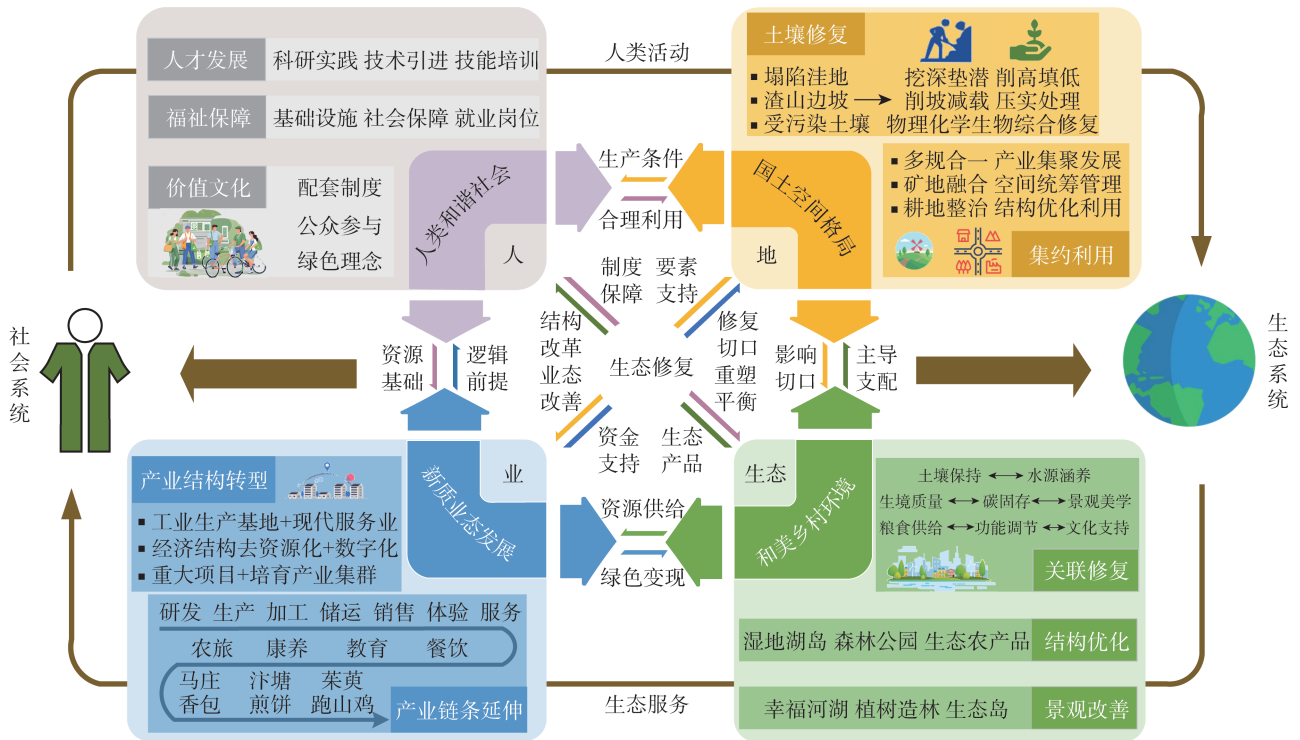 人类活动
人才发展
科研实践 技术引进 技能培训
福祉保障
基础设施 社会保障 就业岗位
价值文化
配套制度
公众参与
绿色理念
人类和谐社会
人
土壤修复
塌陷洼地
挖深垫潜 削高填低
渣山边坡
削坡减载 压实处理
受污染土壤
物理化学生物综合修复
多规合一 产业集聚发展
矿地融合 空间统筹管理
耕地整治 结构优化利用
集约利用
国土空间格局
地
生产条件
合理利用
制度
保障
要素
支持
结构
改革
业态
改善
生态修复
修复
切口
重塑
平衡
资金
支持
生态
产品
资源
基础
逻辑
前提
影响
切口
主导
支配
社会系统
生态系统
产业结构转型
工业生产基地+现代服务业
经济结构去资源化+数字化
重大项目+培育产业集群
新质业态发展
业
研发 生产 加工 储运 销售 体验 服务
农旅 康养 教育 餐饮
马庄
香包
汴塘
煎饼
茱萸
跑山鸡
产业链条延伸
资源供给
绿色变现
生态
和美乡村环境
土壤保持 水源涵养
生境质量 碳固存 景观美学
粮食供给 功能调节 文化支持
关联修复
湿地湖岛 森林公园 生态农产品
结构优化
幸福河湖 植树造林 生态岛
景观改善
生态服务